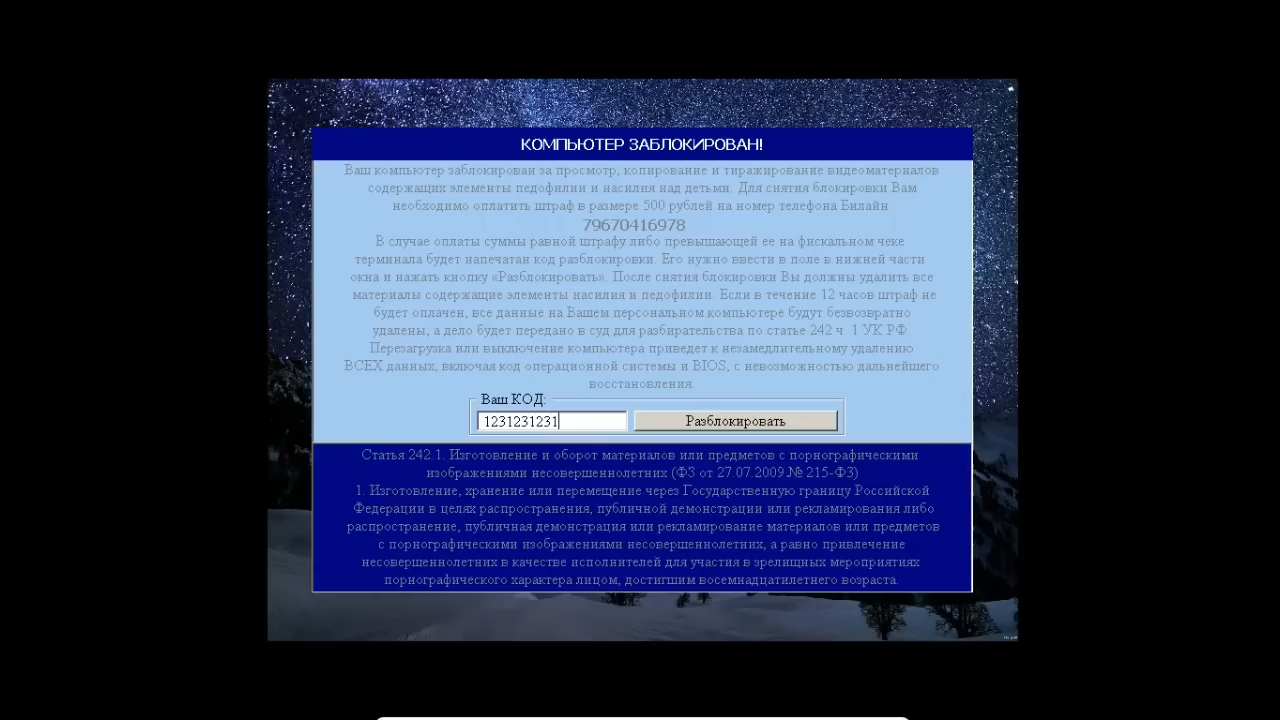 КОМПЬЮТЕР ЗАБЛОКИРОВАН!
Ваш компьютер заблокирован за просмотр, копирование и тиражирование видеоматериалов
содержащих элементы педофилии и насилия над детьми. Для снятия блокировки Вам
необходимо оплатить штраф в размере 500 рублей на номер телефона Билайн
79670416978
В случае оплаты суммы равной штрафу либо превышающей ее на фискальном чеке
терминала будет напечатан код разблокировки. Его нужно ввести в поле в нижней части
окна и нажать кнопку «Разблокировать». После снятия блокировки Вы должны удалить все
материалы содержащие элементы насилия и педофилии. Если в течение 12 часов штраф не
будет оплачен, все данные на Вашем персональном компьютере будут безвозвратно
удалены, а дело будет передано в суд для разбирательства по статье 242 ч. 1 УК РФ.
Перезагрузка или выключение компьютера приведет к незамедлительному удалению
ВСЕХ данных, включая код операционной системы и BIOS, с невозможностью дальнейшего
восстановления.
Ваш КОД:
1231231231
Разблокировать
Статья 242.1. Изготовление и оборот материалов или предметов с порнографическими
изображениями несовершеннолетних (ФЗ от 27.07.2009 № 215-ФЗ)
1. Изготовление, хранение или перемещение через Государственную границу Российской
Федерации в целях распространения, публичной демонстрации или рекламирования либо
распространение, публичная демонстрация или рекламирование материалов или предметов
с порнографическими изображениями несовершеннолетних, а равно привлечение
несовершеннолетних в качестве исполнителей для участия в зрелищных мероприятиях
порнографического характера лицом, достигшим восемнадцатилетнего возраста.